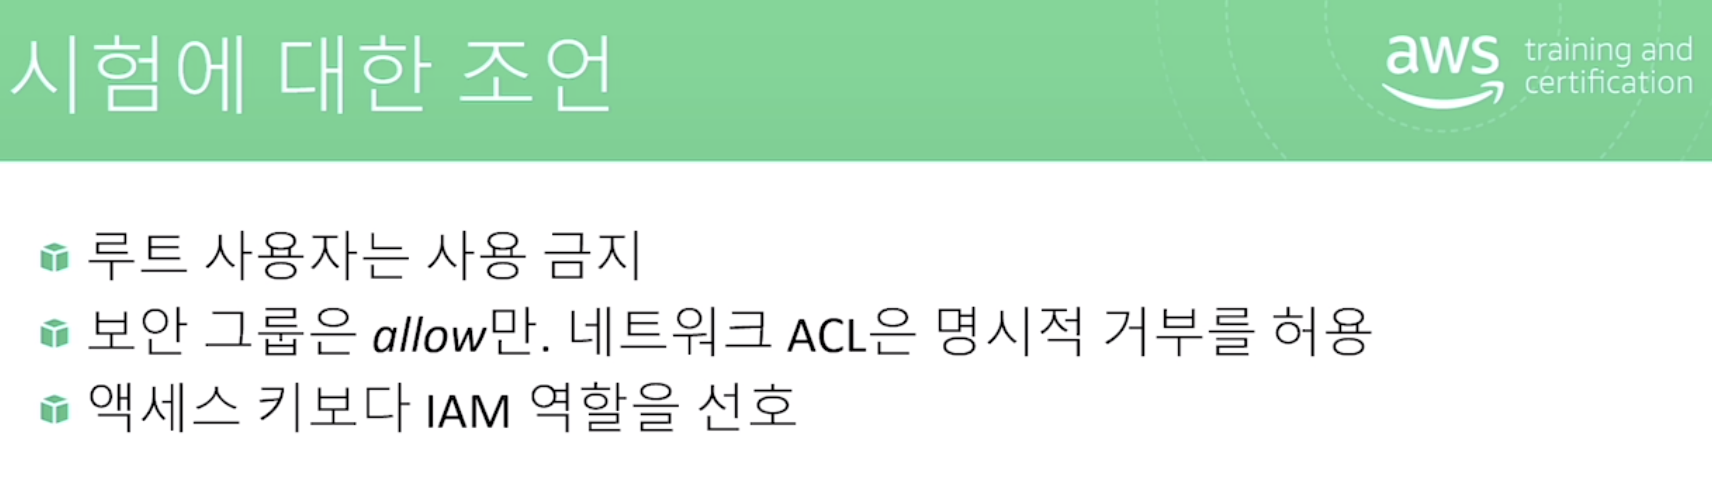 시험에 대한 조언
aws training and
certification
루트 사용자는 사용 금지
보안 그룹은 allow만. 네트워크 ACL은 명시적 거부를 허용
액세스 키보다 IAM 역할을 선호